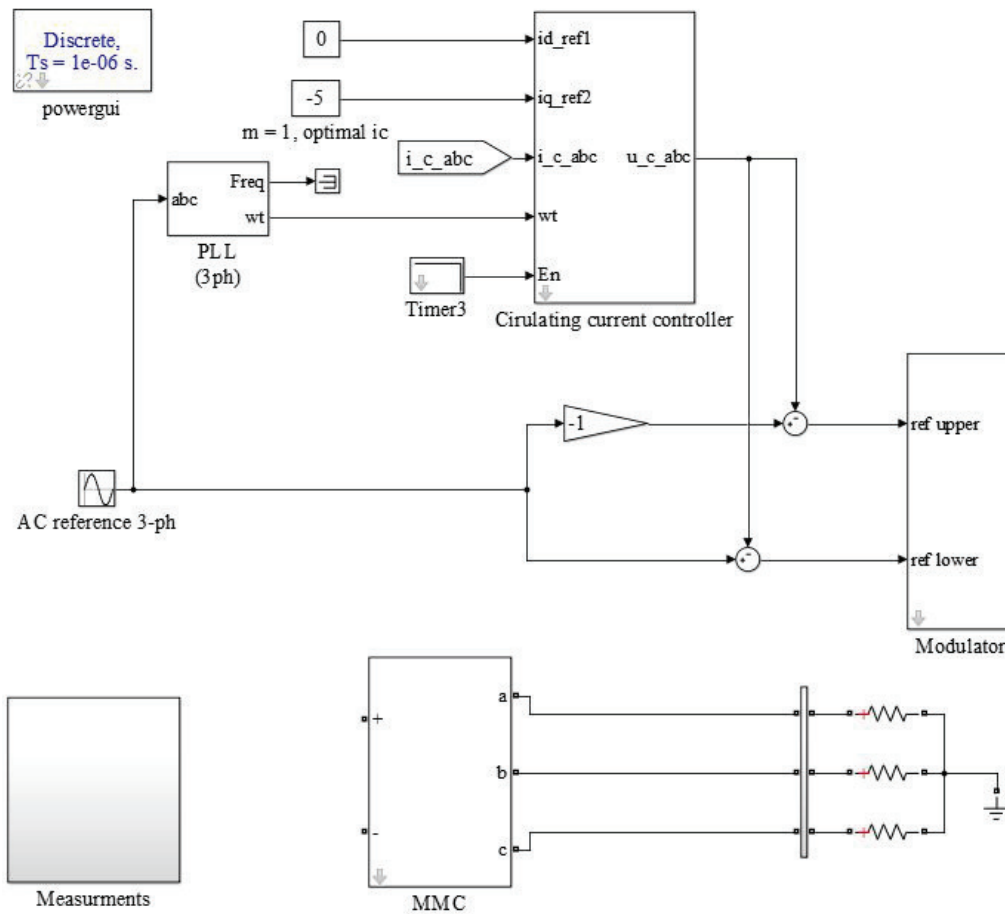 Discrete,
Ts = 1e-06 s.
powergui
0
id_ref1
-5
iq_ref2
m = 1, optimal ic
i_c_abc
i_c_abc
u_c_abc
abc
Freq
wt
wt
PLL
(3ph)
En
Timer3
Cirulating current controller
-1
+
-
ref upper
AC reference 3-ph
+
-
ref lower
Modulator
a
+
b
-
c
MMC
+
+
+
Measurments